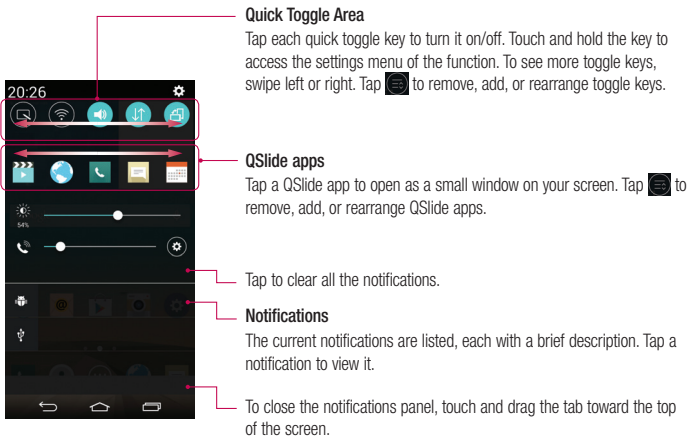 Quick Toggle Area
Tap each quick toggle key to turn it on/off. Touch and hold the key to
access the settings menu of the function. To see more toggle keys,
swipe left or right. Tap to remove, add, or rearrange toggle keys.
20:26
QSlide apps
Tap a QSlide app to open as a small window on your screen. Tap to
remove, add, or rearrange QSlide apps.
54%
Tap to clear all the notifications.
Notifications
The current notifications are listed, each with a brief description. Tap a
notification to view it.
To close the notifications panel, touch and drag the tab toward the top
of the screen.